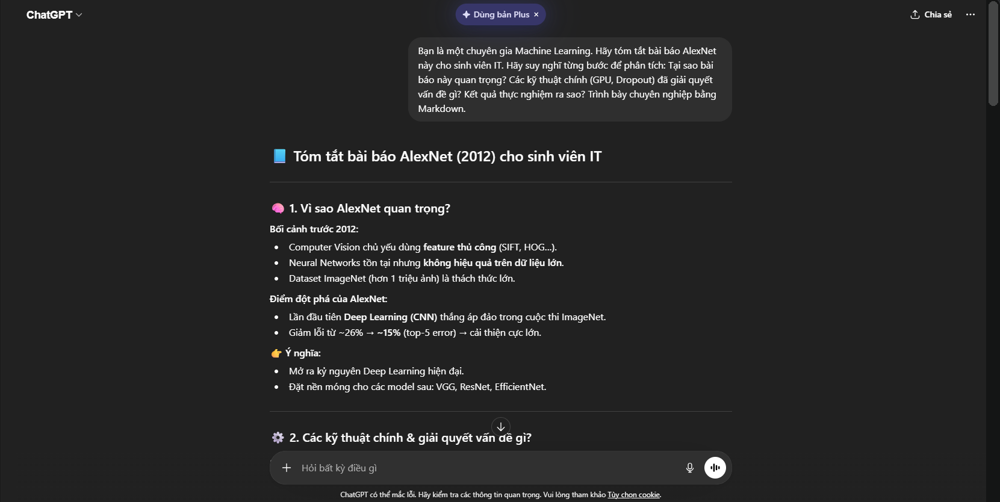 ChatGPT
Dùng bản Plus ×
Chia sẻ
Bạn là một chuyên gia Machine Learning. Hãy tóm tắt bài báo AlexNet
này cho sinh viên IT. Hãy suy nghĩ từng bước để phân tích: Tại sao bài
báo này quan trọng? Các kỹ thuật chính (GPU, Dropout) đã giải quyết
vấn đề gì? Kết quả thực nghiệm ra sao? Trình bày chuyên nghiệp bằng
Markdown.
📘 Tóm tắt bài báo AlexNet (2012) cho sinh viên IT
🧠 1. Vì sao AlexNet quan trọng?
Bối cảnh trước 2012:
• Computer Vision chủ yếu dùng feature thủ công (SIFT, HOG...).
• Neural Networks tồn tại nhưng không hiệu quả trên dữ liệu lớn.
• Dataset ImageNet (hơn 1 triệu ảnh) là thách thức lớn.
Điểm đột phá của AlexNet:
• Lần đầu tiên Deep Learning (CNN) thắng áp đảo trong cuộc thi ImageNet.
• Giảm lỗi từ ~26% → ~15% (top-5 error) → cải thiện cực lớn.
👉 Ý nghĩa:
• Mở ra kỷ nguyên Deep Learning hiện đại.
• Đặt nền móng cho các model sau: VGG, ResNet, EfficientNet.
⚙️ 2. Các kỹ thuật chính & giải quyết vấn đề gì?
Hỏi bất kỳ điều gì
ChatGPT có thể mắc lỗi. Hãy kiểm tra các thông tin quan trọng. Vui lòng tham khảo Tùy chọn cookie.